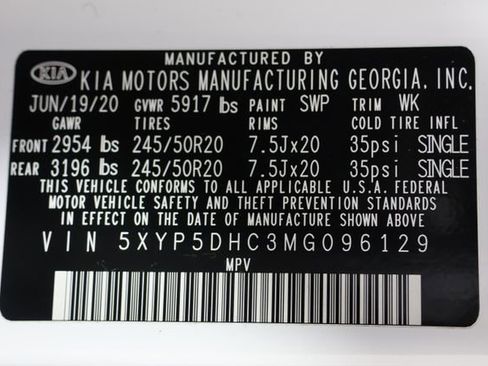 MANUFACTURED BY
KIA KIA MOTORS MANUFACTURING GEORGIA, INC.
JUN/19/20 GVWR 5917 lbs PAINT SWP TRIM WK
GAWR TIRES RIMS COLD TIRE INFL
FRONT 2954 lbs 245/50R20 7.5Jx20 35psi SINGLE
REAR 3196 lbs 245/50R20 7.5Jx20 35psi SINGLE
THIS VEHICLE CONFORMS TO ALL APPLICABLE U.S.A. FEDERAL
MOTOR VEHICLE SAFETY AND THEFT PREVENTION STANDARDS
IN EFFECT ON THE DATE OF MANUFACTURE SHOWN ABOVE
VIN 5XYP5DHC3MG096129
MPV